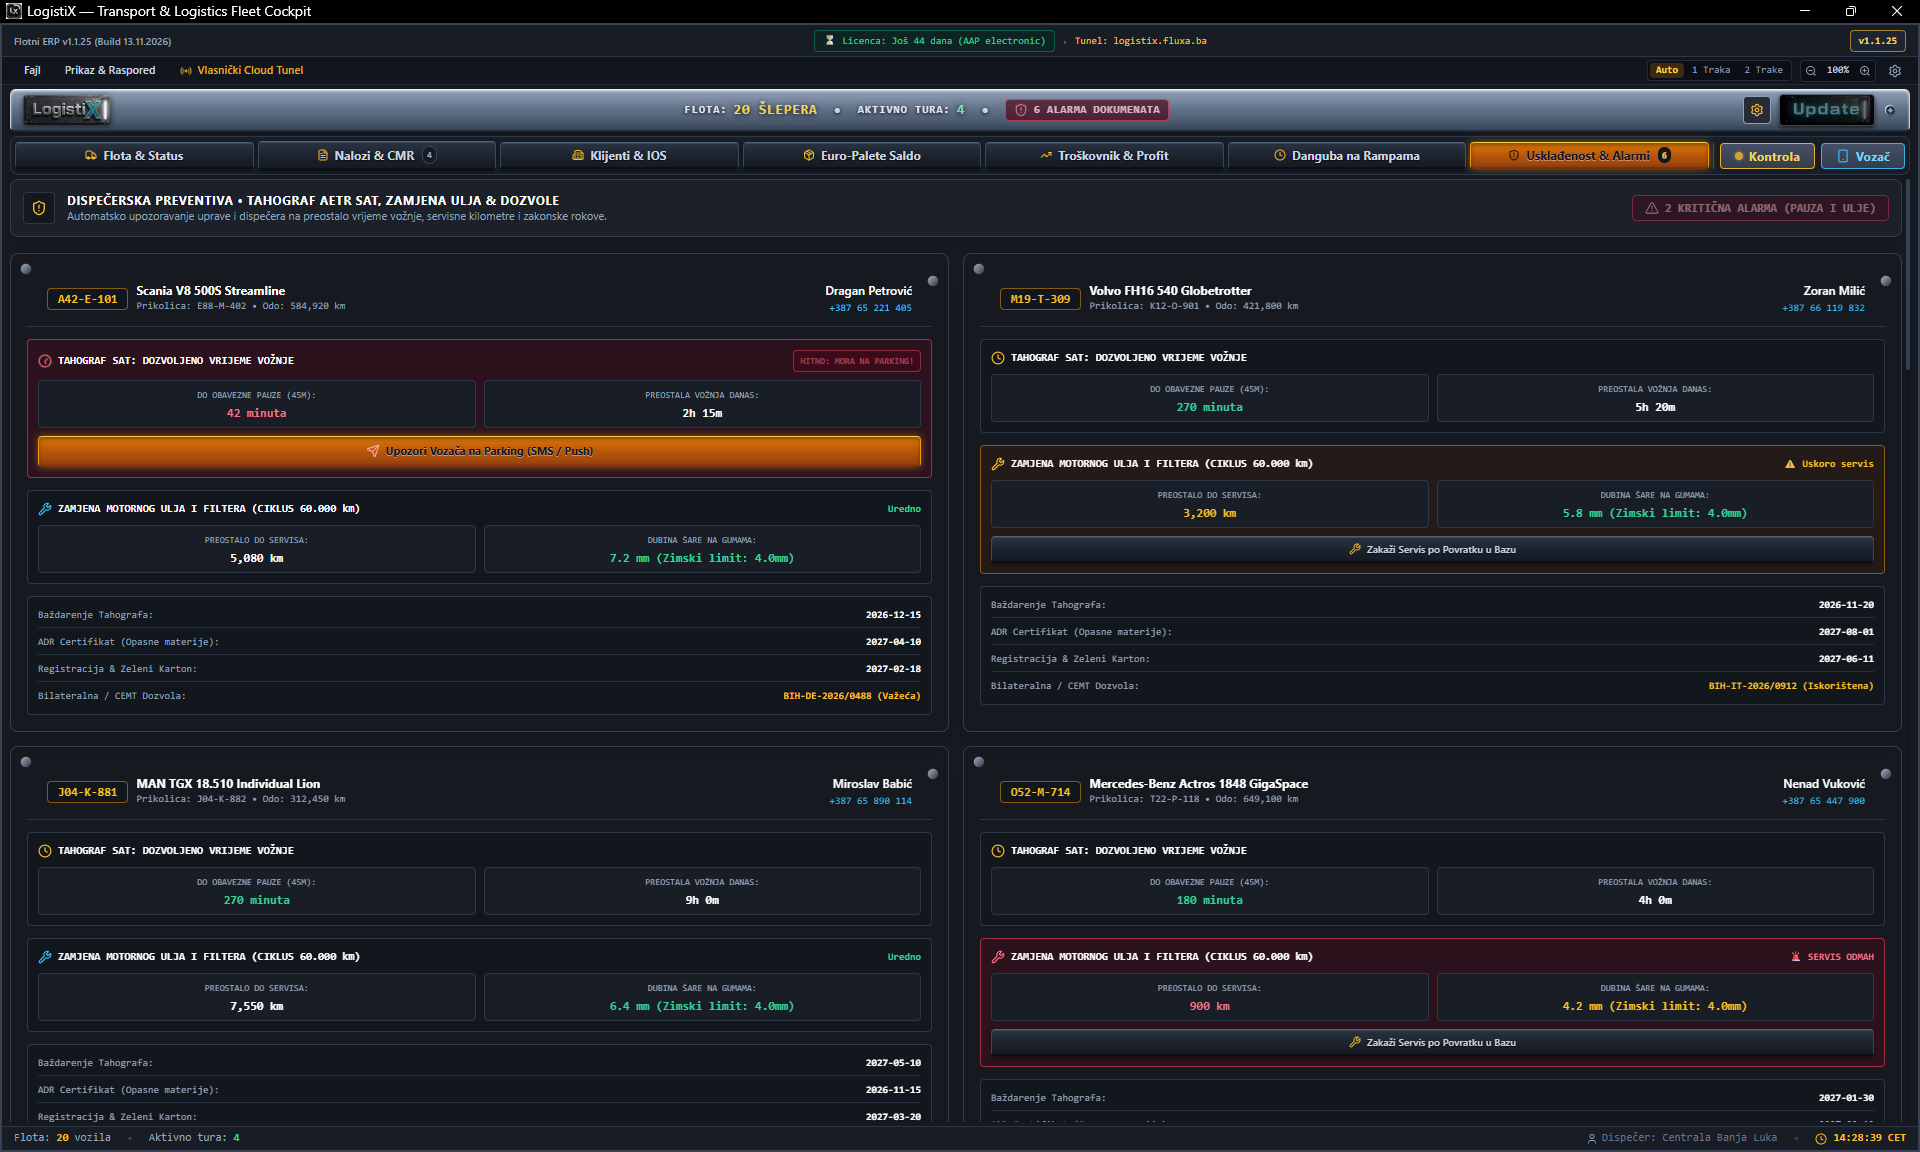 LogistiX — Transport & Logistics Fleet Cockpit
Flotni ERP v1.1.25 (Build 13.11.2026)
Licenca: Još 44 dana (AAP electronic)
Tunel: logistix.fluxa.ba
v1.1.25
Fajl
Prikaz & Raspored
Vlasnički Cloud Tunel
Auto
1 Traka
2 Trake
100%
LogistiX
FLOTA: 20 ŠLEPERA
AKTIVNO TURA: 4
6 ALARMA DOKUMENATA
Update
Flota & Status
Nalozi & CMR 4
Klijenti & IOS
Euro-Palete Saldo
Troškovnik & Profit
Danguba na Rampama
Usklađenost & Alarmi 6
Kontrola
Vozač
DISPEČERSKA PREVENTIVA • TAHOGRAF AETR SAT, ZAMJENA ULJA & DOZVOLE
Automatsko upozoravanje uprave i dispečera na preostalo vrijeme vožnje, servisne kilometre i zakonske rokove.
2 KRITIČNA ALARMA (PAUZA I ULJE)
A42-E-101
Scania V8 500S Streamline
Prikolica: E88-M-402 • Odo: 584,920 km
Dragan Petrović
+387 65 221 405
TAHOGRAF SAT: DOZVOLJENO VRIJEME VOŽNJE
HITNO: MORA NA PARKING!
DO OBAVEZNE PAUZE (45M):
42 minuta
PREOSTALA VOŽNJA DANAS:
2h 15m
Upozori Vozača na Parking (SMS / Push)
ZAMJENA MOTORNOG ULJA I FILTERA (CIKLUS 60.000 km)
Uredno
PREOSTALO DO SERVISA:
5,080 km
DUBINA ŠARE NA GUMAMA:
7.2 mm (Zimski limit: 4.0mm)
Baždarenje Tahografa:
2026-12-15
ADR Certifikat (Opasne materije):
2027-04-10
Registracija & Zeleni Karton:
2027-02-18
Bilateralna / CEMT Dozvola:
BIH-DE-2026/0488 (Važeća)
M19-T-309
Volvo FH16 540 Globetrotter
Prikolica: K12-O-901 • Odo: 421,800 km
Zoran Milić
+387 66 119 832
TAHOGRAF SAT: DOZVOLJENO VRIJEME VOŽNJE
DO OBAVEZNE PAUZE (45M):
270 minuta
PREOSTALA VOŽNJA DANAS:
5h 20m
ZAMJENA MOTORNOG ULJA I FILTERA (CIKLUS 60.000 km)
Uskoro servis
PREOSTALO DO SERVISA:
3,200 km
DUBINA ŠARE NA GUMAMA:
5.8 mm (Zimski limit: 4.0mm)
Zakaži Servis po Povratku u Bazu
Baždarenje Tahografa:
2026-11-20
ADR Certifikat (Opasne materije):
2027-08-01
Registracija & Zeleni Karton:
2027-06-11
Bilateralna / CEMT Dozvola:
BIH-IT-2026/0912 (Iskorištena)
J04-K-881
MAN TGX 18.510 Individual Lion
Prikolica: J04-K-882 • Odo: 312,450 km
Miroslav Babić
+387 65 890 114
TAHOGRAF SAT: DOZVOLJENO VRIJEME VOŽNJE
DO OBAVEZNE PAUZE (45M):
270 minuta
PREOSTALA VOŽNJA DANAS:
9h 0m
ZAMJENA MOTORNOG ULJA I FILTERA (CIKLUS 60.000 km)
Uredno
PREOSTALO DO SERVISA:
7,550 km
DUBINA ŠARE NA GUMAMA:
6.4 mm (Zimski limit: 4.0mm)
Baždarenje Tahografa:
2027-05-10
ADR Certifikat (Opasne materije):
2026-11-15
Registracija & Zeleni Karton:
2027-03-20
O52-M-714
Mercedes-Benz Actros 1848 GigaSpace
Prikolica: T22-P-118 • Odo: 649,100 km
Nenad Vuković
+387 65 447 900
TAHOGRAF SAT: DOZVOLJENO VRIJEME VOŽNJE
DO OBAVEZNE PAUZE (45M):
180 minuta
PREOSTALA VOŽNJA DANAS:
4h 0m
ZAMJENA MOTORNOG ULJA I FILTERA (CIKLUS 60.000 km)
SERVIS ODMAH
PREOSTALO DO SERVISA:
900 km
DUBINA ŠARE NA GUMAMA:
4.2 mm (Zimski limit: 4.0mm)
Zakaži Servis po Povratku u Bazu
Baždarenje Tahografa:
2027-01-30
Flota: 20 vozila
Aktivno tura: 4
Dispečer: Centrala Banja Luka
14:28:39 CET